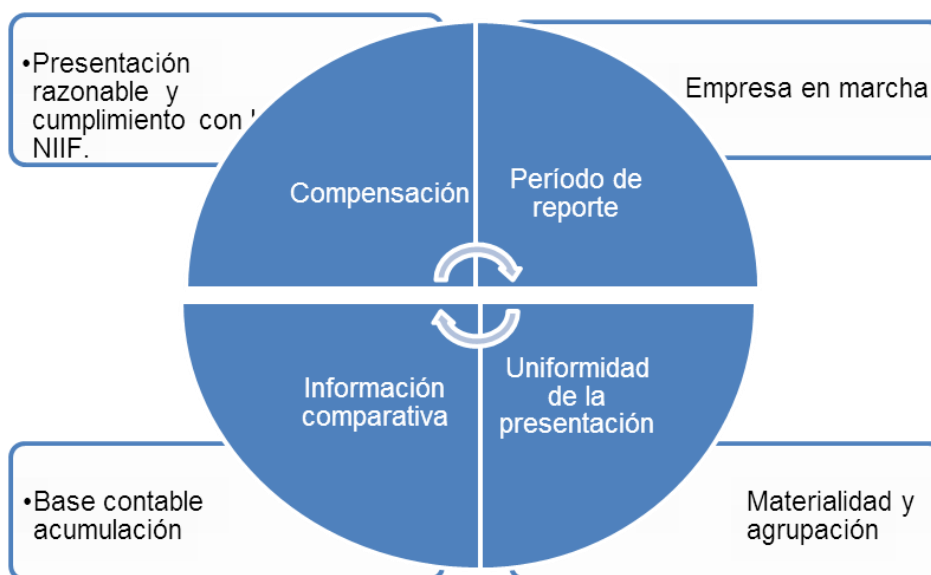 •Presentación
razonable y
cumplimiento con
NIIF.
Empresa en marcha
Compensación
Período de
reporte
Información
comparativa
Uniformidad
de la
presentación
•Base contable
acumulación
Materialidad y
agrupación